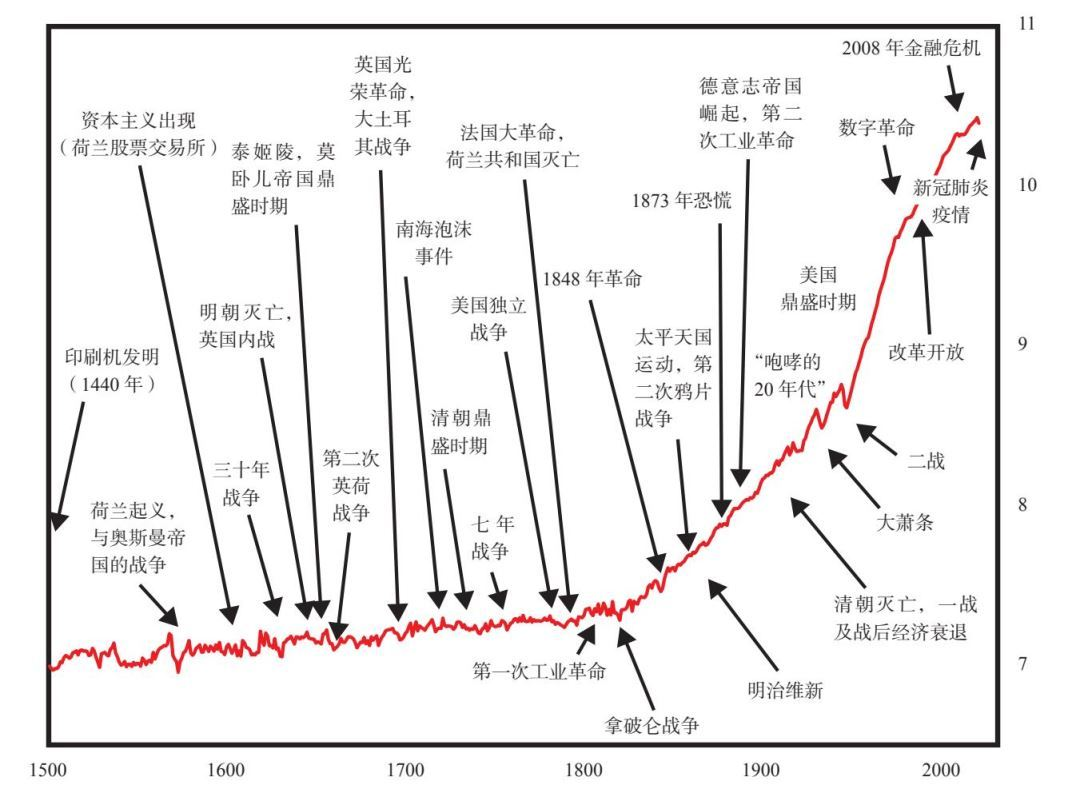 11
2008 年金融危机
英国光
荣革命，
大土耳
其战争
德意志帝国
崛起，第二
次工业革命
资本主义出现
（荷兰股票交易所）
泰姬陵，莫
卧儿帝国鼎
盛时期
法国大革命，
荷兰共和国灭亡
数字革命
10
新冠肺炎
疫情
1873 年恐慌
南海泡沫
事件
1848 年革命
美国
鼎盛时期
明朝灭亡，
英国内战
美国独立
战争
太平天国
运动，第
二次鸦片
战争
9
改革开放
印刷机发明
（1440 年）
“咆哮的
20 年代”
清朝鼎
盛时期
三十年
战争
第二次
英荷
战争
二战
荷兰起义，
与奥斯曼帝
国的战争
七 年
战争
8
大萧条
清朝灭亡，一战
及战后经济衰退
第一次工业革命
7
明治维新
拿破仑战争
1500
1600
1700
1800
1900
2000